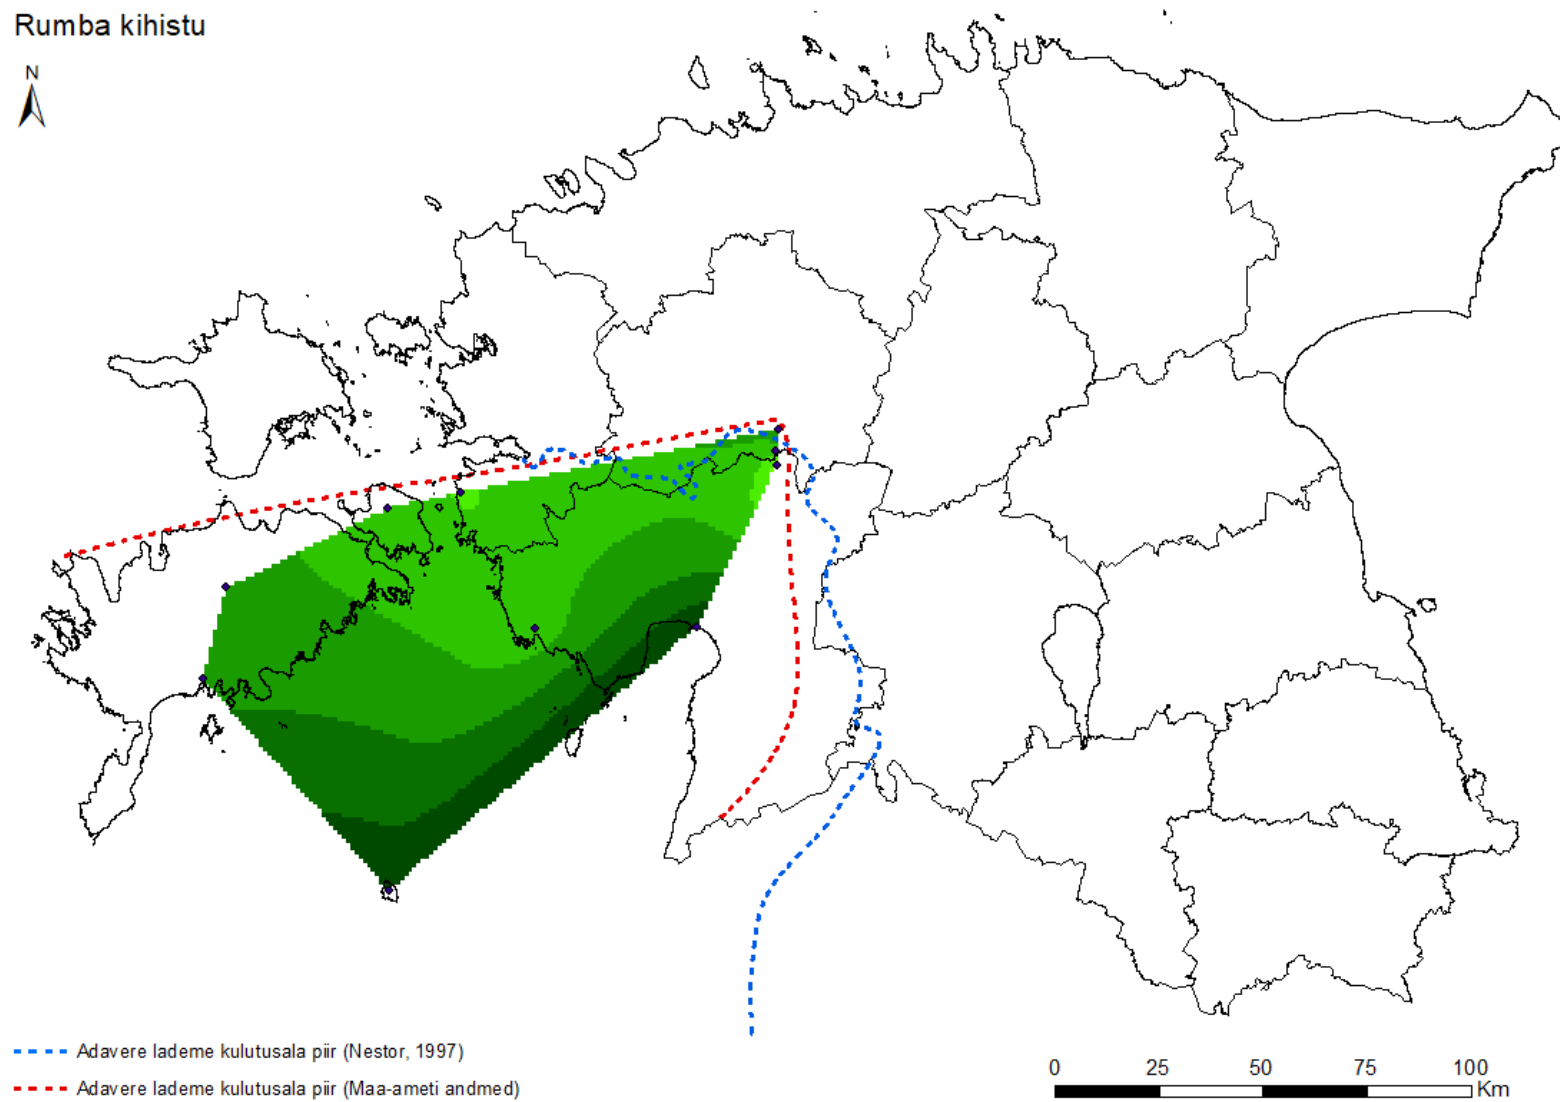 Rumba kihistu
N
Adavere lademe kulutusala piir (Nestor, 1997)
Adavere lademe kulutusala piir (Maa-ameti andmed)
0 25 50 75 100
Km